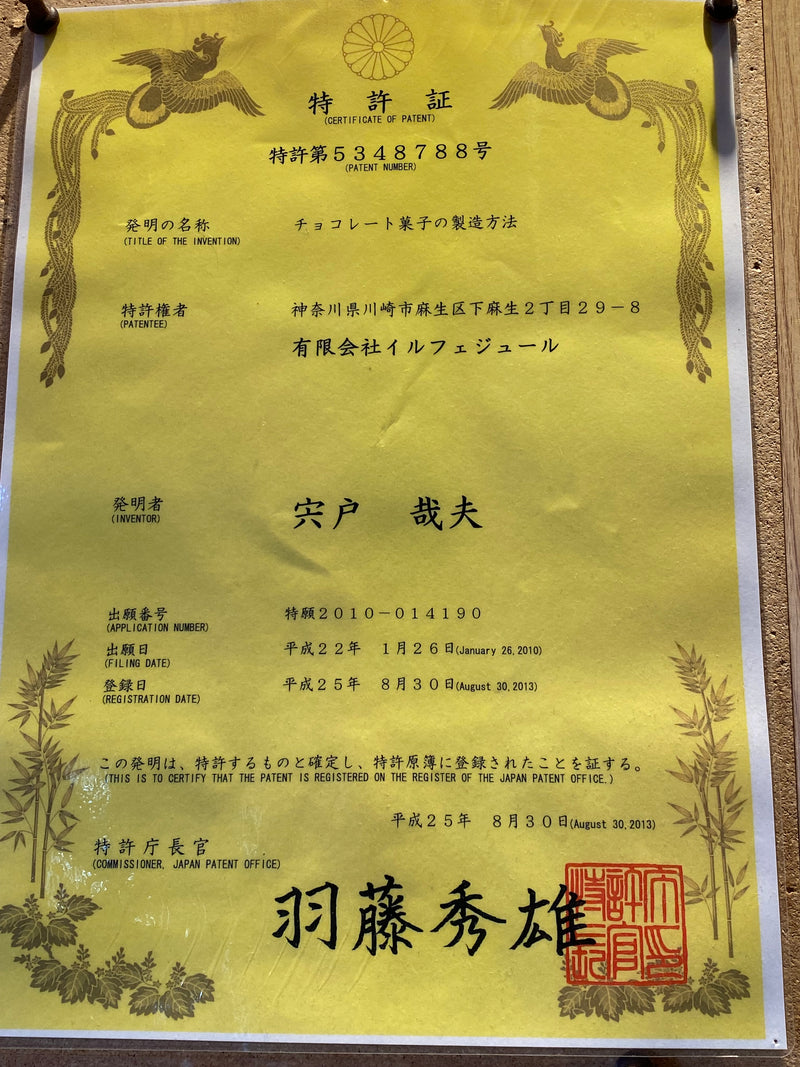 特許証
(CERTIFICATE OF PATENT)
特許第5348788号
(PATENT NUMBER)
発明の名称 チョコレート菓子の製造方法
(TITLE OF THE INVENTION)
特許権者 神奈川県川崎市麻生区下麻生2丁目29-8
(PATENTEE)
有限会社イルフェジュール
発明者 宍戸 哉夫
(INVENTOR)
出願番号 特願2010-014190
(APPLICATION NUMBER)
出願日 平成22年 1月26日(January 26,2010)
(FILING DATE)
登録日 平成25年 8月30日(August 30,2013)
(REGISTRATION DATE)
この発明は、特許するものと確定し、特許原簿に登録されたことを証する。
(THIS IS TO CERTIFY THAT THE PATENT IS REGISTERED ON THE REGISTER OF THE JAPAN PATENT OFFICE.)
平成25年 8月30日(August 30,2013)
特許庁長官
(COMMISSIONER, JAPAN PATENT OFFICE)
羽藤秀雄